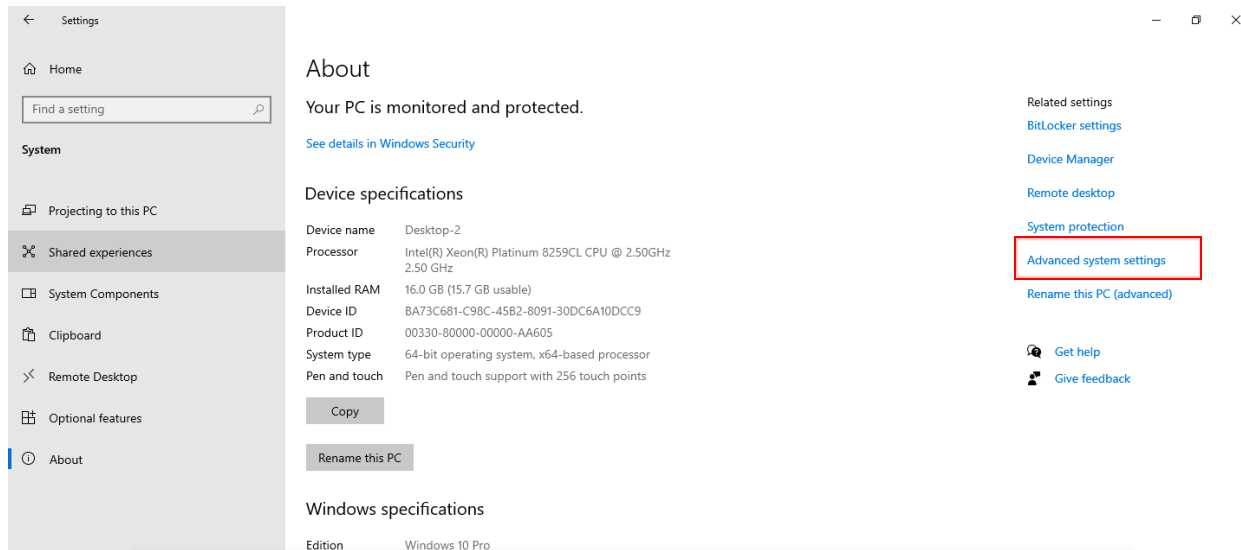 Settings
Home
Find a setting
System
Projecting to this PC
Shared experiences
System Components
Clipboard
Remote Desktop
Optional features
About
About
Your PC is monitored and protected.
See details in Windows Security
Device specifications
Device name Desktop-2
Processor Intel(R) Xeon(R) Platinum 8259CL CPU @ 2.50GHz
2.50 GHz
Installed RAM 16.0 GB (15.7 GB usable)
Device ID BA73C681-C98C-45B2-8091-30DC6A10DCC9
Product ID 00330-80000-00000-AA605
System type 64-bit operating system, x64-based processor
Pen and touch Pen and touch support with 256 touch points
Copy
Rename this PC
Windows specifications
Edition Windows 10 Pro
Related settings
BitLocker settings
Device Manager
Remote desktop
System protection
Advanced system settings
Rename this PC (advanced)
Get help
Give feedback